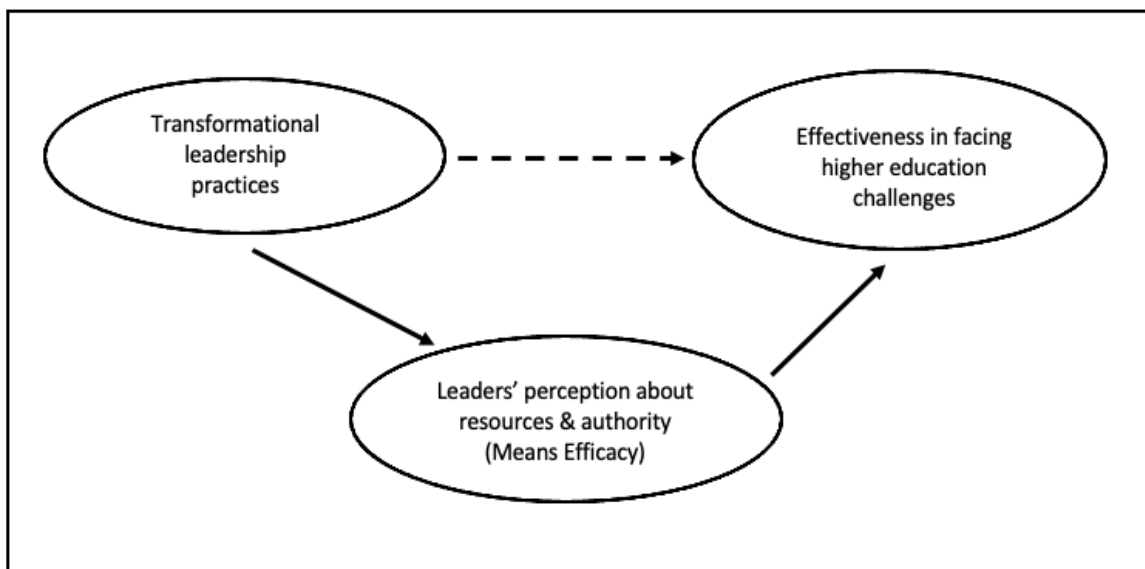 Transformational
leadership
practices
Effectiveness in facing
higher education
challenges
Leaders’ perception about
resources & authority
(Means Efficacy)